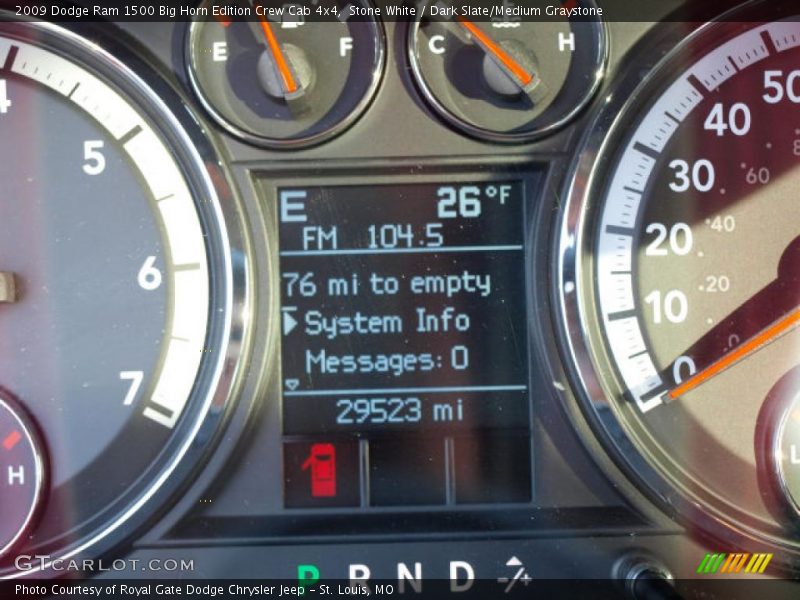 2009 Dodge Ram 1500 Big Horn Edition Crew Cab 4x4, Stone White / Dark Slate/Medium Graystone
E F
C H
4
5
6
7
H
E 26°F
FM 104.5
76 mi to empty
System Info
Messages: 0
29523 mi
50
40
30
20
10
0
60
40
20
0
L
P R N D -/+
GTCARLOT.COM
Photo Courtesy of Royal Gate Dodge Chrysler Jeep – St. Louis, MO